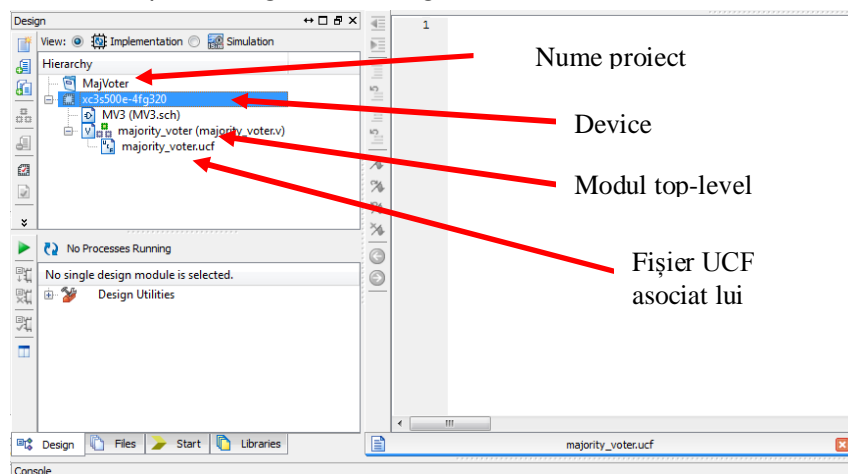 Design
View: Implementation Simulation
Hierarchy
MajVoter
xc3s500e-4fg320
MV3 (MV3.sch)
majority_voter (majority_voter.v)
majority_voter.ucf
No Processes Running
No single design module is selected.
Design Utilities
Design Files Start Libraries
Console
1
Nume proiect
Device
Modul top-level
Fișier UCF
asociat lui
majority_voter.ucf